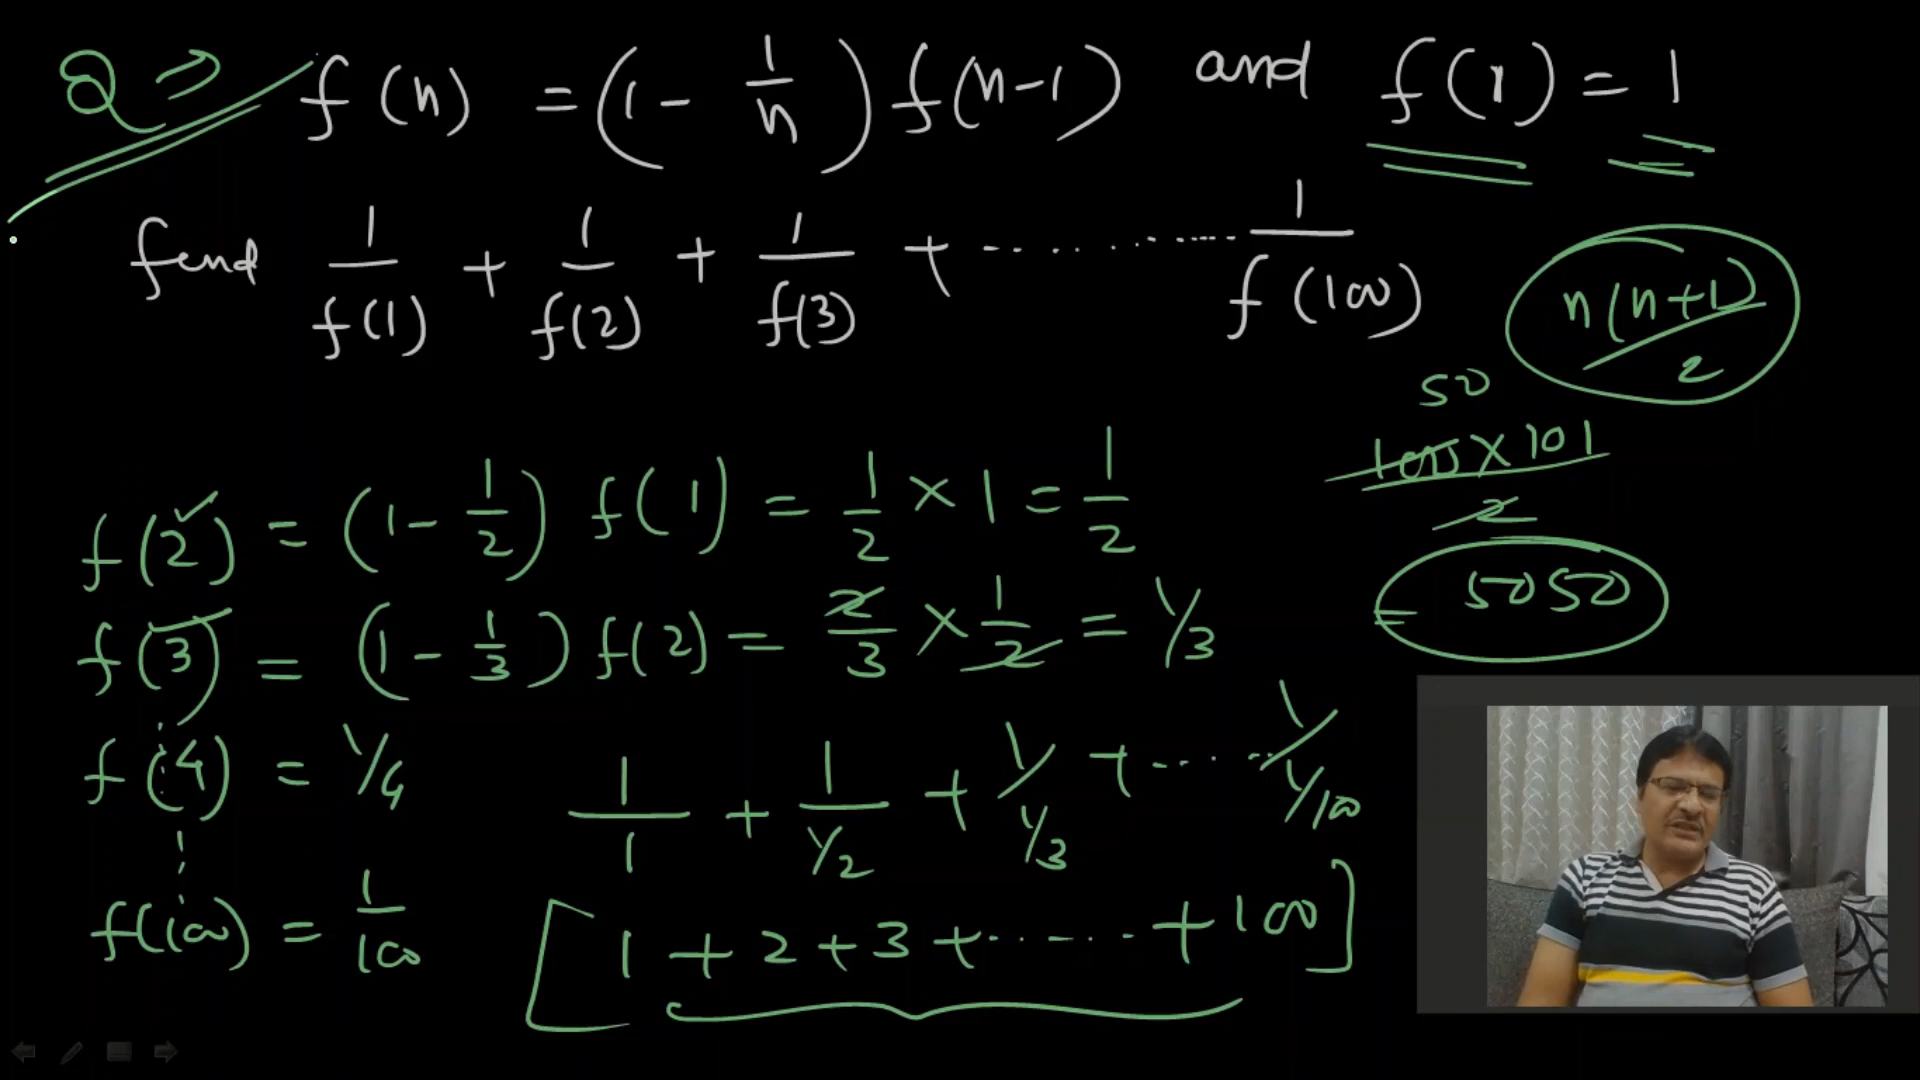 Q ⇒ f(n) = (1 - 1/n) f(n-1) and f(1) = 1
find 1/f(1) + 1/f(2) + 1/f(3) + ........ 1/f(100)
n(n+1)/2
50
100 × 101 / 2
= 5050
f(2) = (1 - 1/2) f(1) = 1/2 × 1 = 1/2
f(3) = (1 - 1/3) f(2) = 2/3 × 1/2 = 1/3
f(4) = 1/4
f(100) = 1/100
1/1 + 1/1/2 + 1/1/3 + ..... 1/1/100
[1 + 2 + 3 + ...... + 100]